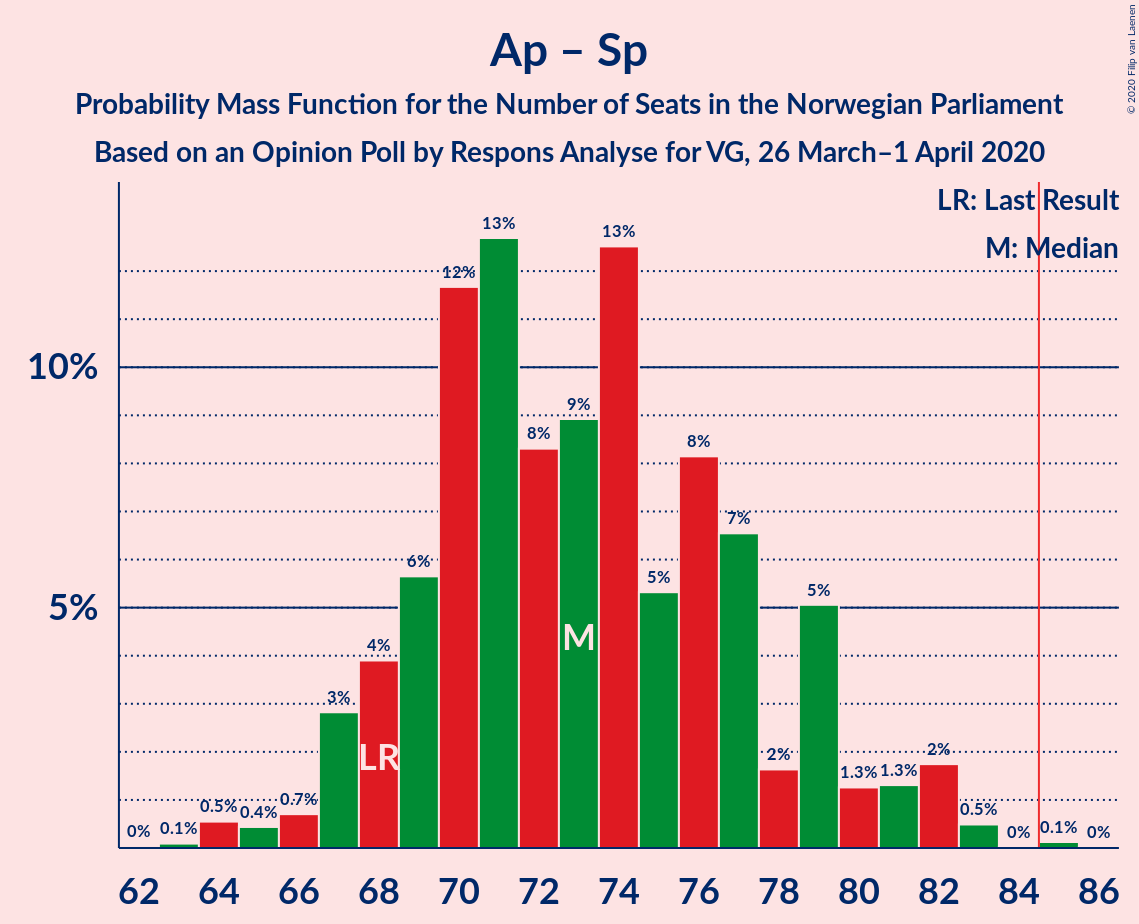 Ap – Sp
Probability Mass Function for the Number of Seats in the Norwegian Parliament
Based on an Opinion Poll by Respons Analyse for VG, 26 March–1 April 2020
© 2020 Filip van Laenen
LR: Last Result
M: Median
10%
5%
0% 0.1% 0.5% 0.4% 0.7% 3% 4% 6% 12% 13% 8% 9% 13% 5% 8% 7% 2% 5% 1.3% 1.3% 2% 0.5% 0% 0.1% 0%
LR
M
62 64 66 68 70 72 74 76 78 80 82 84 86